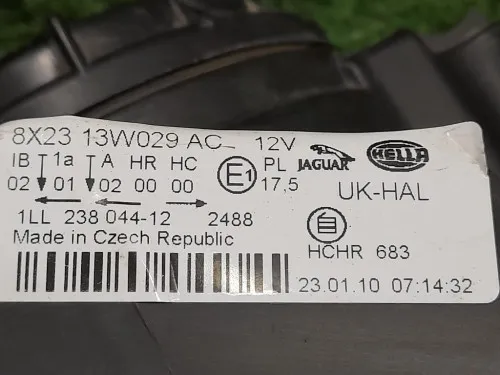 8X23 13W029 AC_ 12V JAGUAR HELLA
IB 1a A HR HC E1 PL
02 01 02 00 00 17,5 UK-HAL
1LL 238 044-12 2488
Made in Czech Republic HCHR 683
23.01.10 07:14:32